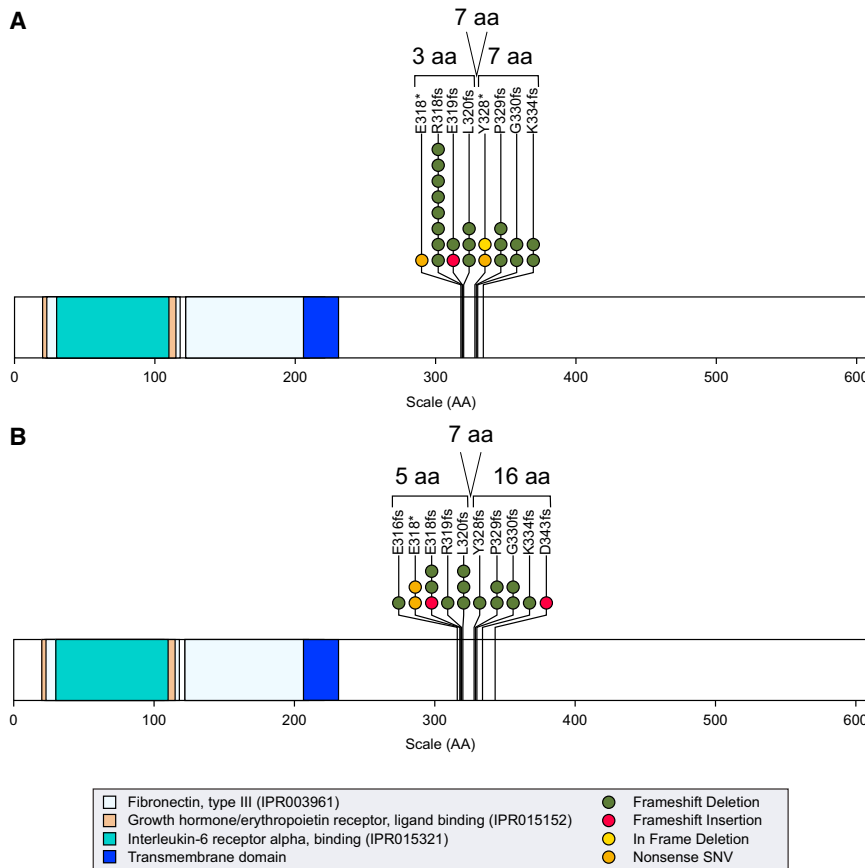 A
7 aa
3 aa 7 aa
E318*
R318fs
E319fs
L320fs
Y328*
P329fs
G330fs
K334fs
0 100 200 300 400 500 600
Scale (AA)
B
7 aa
5 aa 16 aa
E316fs
E318*
E318fs
R319fs
L320fs
Y328fs
P329fs
G330fs
K334fs
D343fs
0 100 200 300 400 500 600
Scale (AA)
Fibronectin, type III (IPR003961)
Growth hormone/erythropoietin receptor, ligand binding (IPR015152)
Interleukin-6 receptor alpha, binding (IPR015321)
Transmembrane domain
Frameshift Deletion
Frameshift Insertion
In Frame Deletion
Nonsense SNV